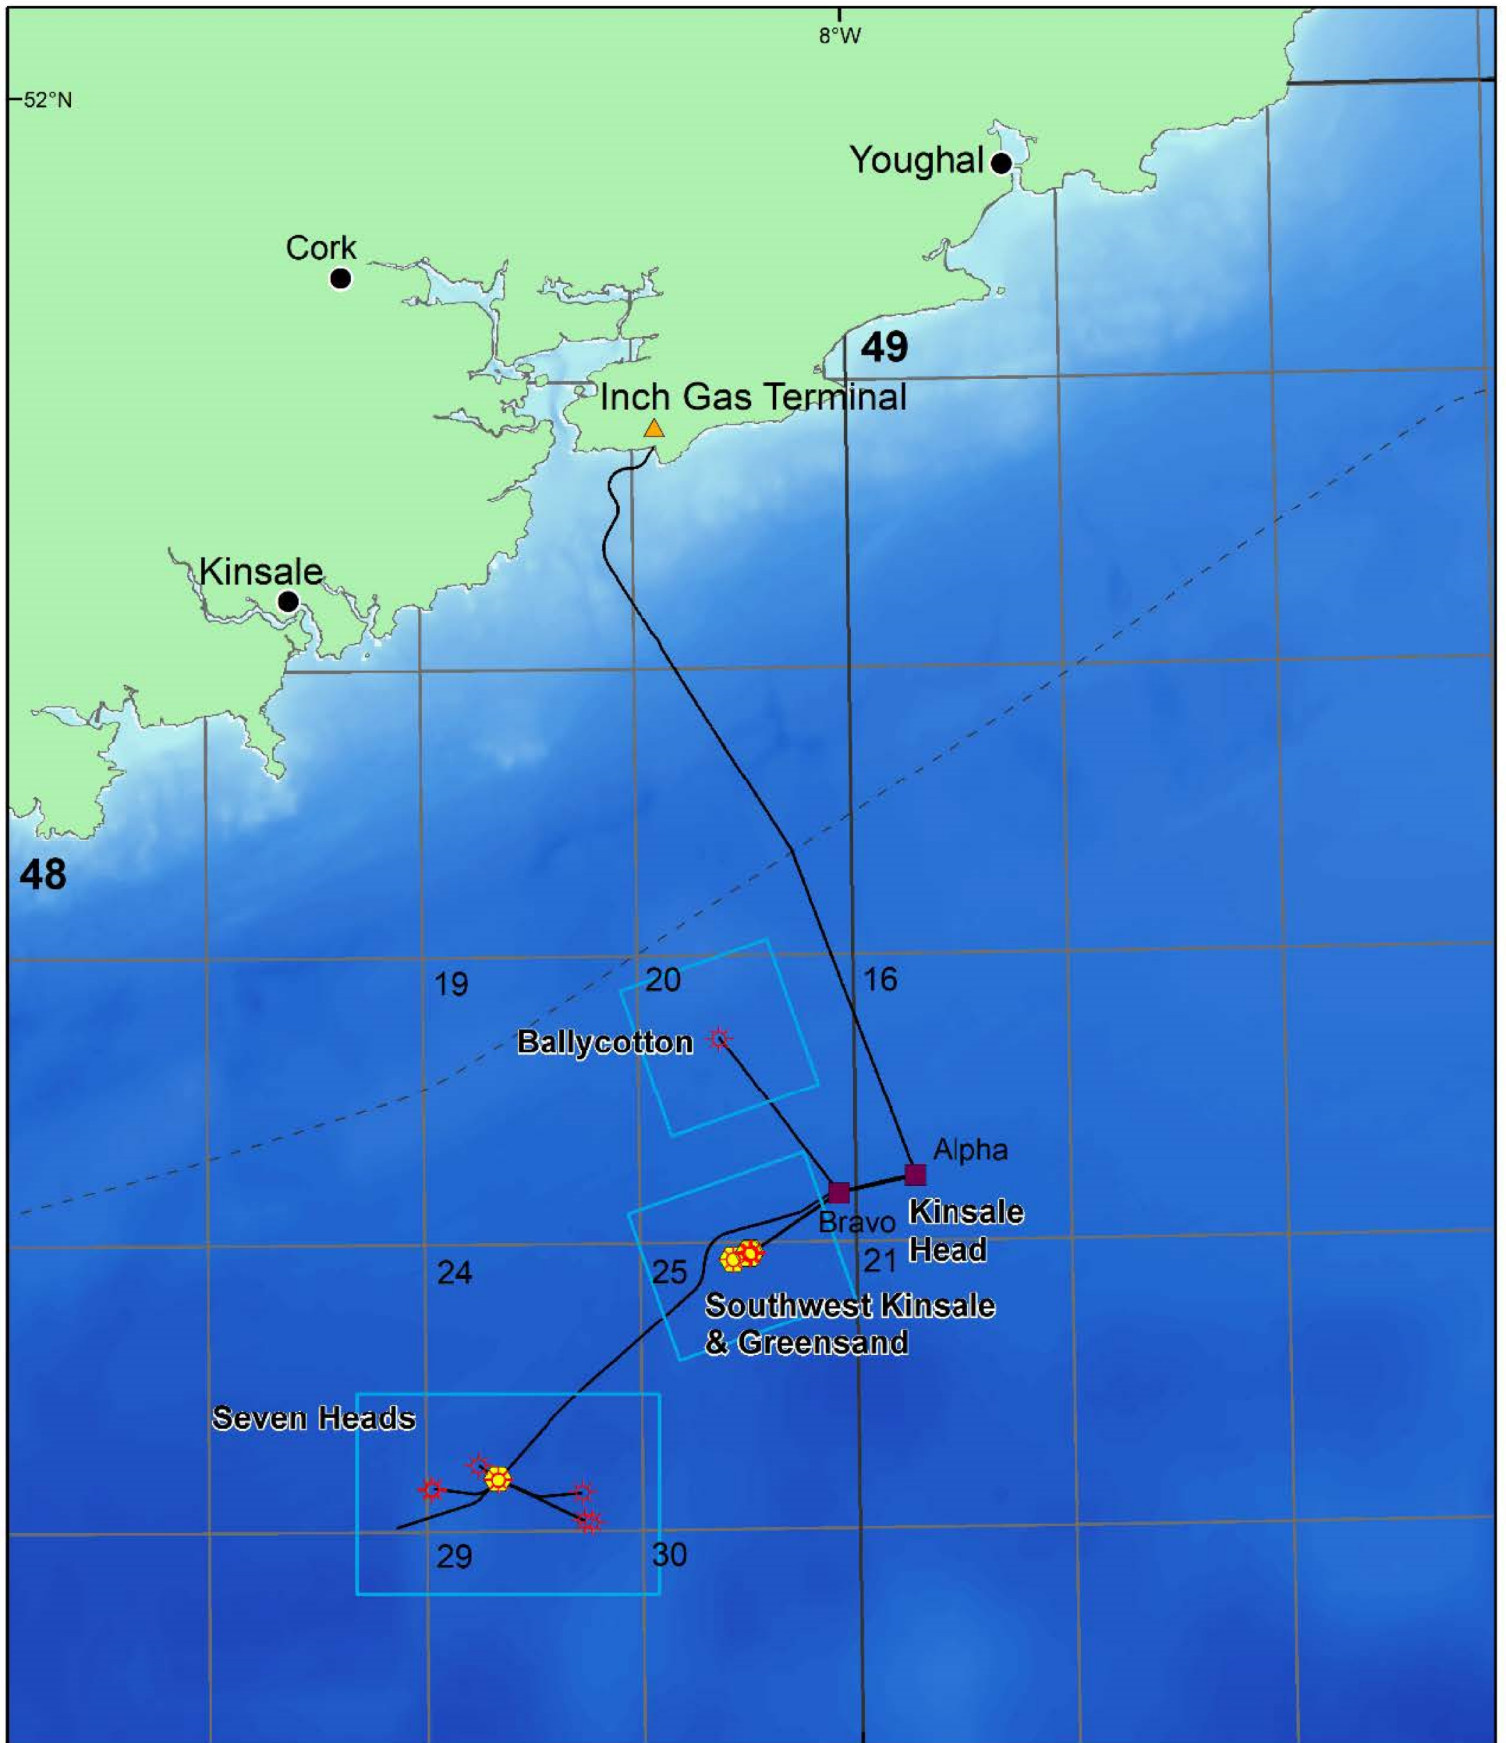 8°W
52°N
Youghal
Cork
49
Inch Gas Terminal
Kinsale
48
19
20
16
Ballycotton
Alpha
Bravo
Kinsale
Head
24
25
21
Southwest Kinsale
& Greensand
Seven Heads
29
30